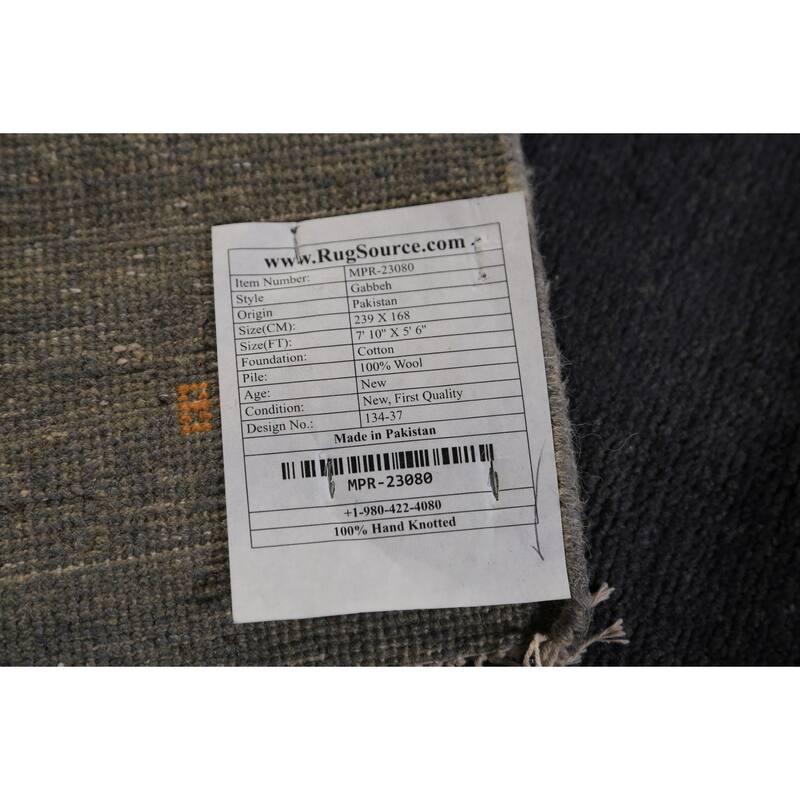 www.RugSource.com
Item Number: MPR-23080
Style Gabbeh
Origin Pakistan
Size(CM): 239 X 168
Size(FT): 7' 10" X 5' 6"
Foundation: Cotton
Pile: 100% Wool
Age: New
Condition: New, First Quality
Design No.: 134-37
Made in Pakistan
MPR-23080
+1-980-422-4080
100% Hand Knotted